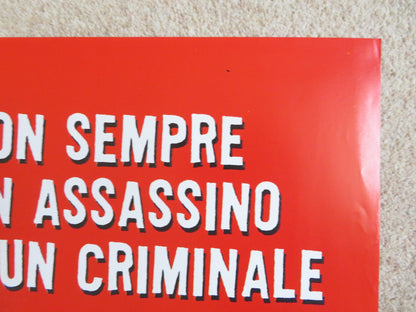 ON SEMPRE
N ASSASSINO
UN CRIMINALE